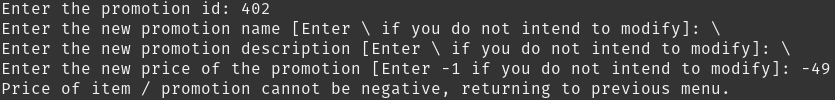 Enter the promotion id: 402
Enter the new promotion name [Enter \ if you do not intend to modify]: \
Enter the new promotion description [Enter \ if you do not intend to modify]: \
Enter the new price of the promotion [Enter -1 if you do not intend to modify]: -49
Price of item / promotion cannot be negative, returning to previous menu.